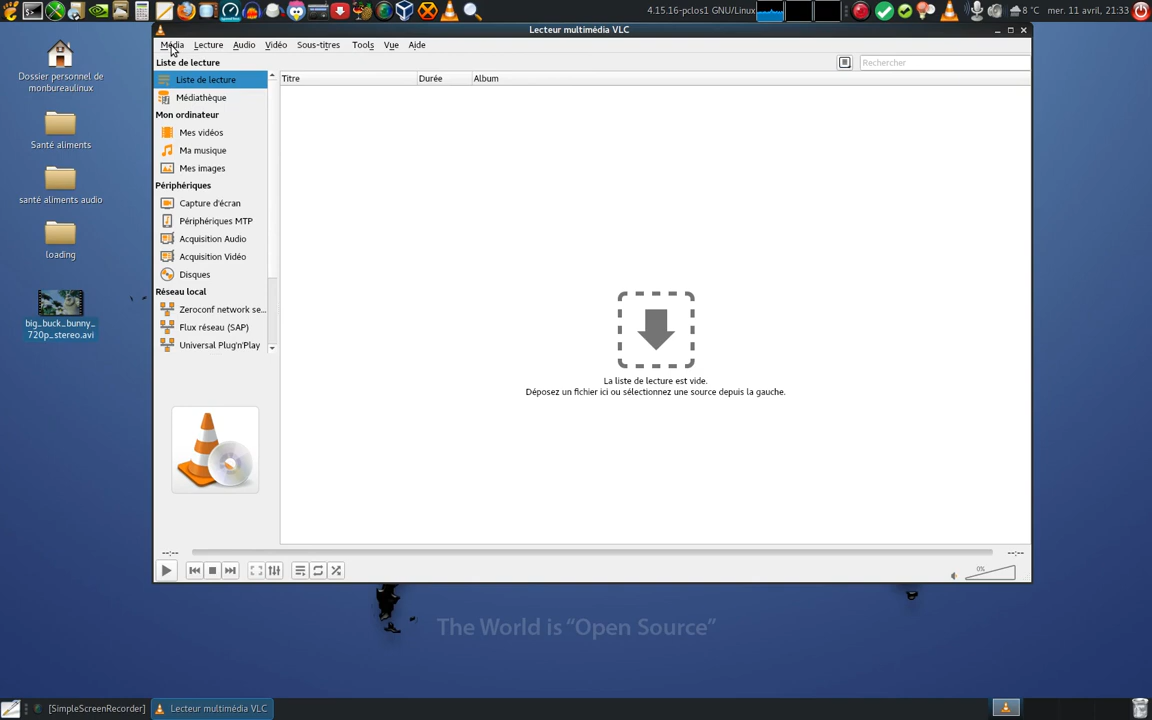 4.15.16-pclos1 GNU/Linux
8 °C mer. 11 avril, 21:33
Lecteur multimédia VLC
Média Lecture Audio Vidéo Sous-titres Tools Vue Aide
Liste de lecture
Rechercher
Titre Durée Album
Liste de lecture
Médiathèque
Mon ordinateur
Mes vidéos
Ma musique
Mes images
Périphériques
Capture d'écran
Périphériques MTP
Acquisition Audio
Acquisition Vidéo
Disques
Réseau local
Zeroconf network se...
Flux réseau (SAP)
Universal Plug'n'Play
Dossier personnel de
monbureaulinux
Santé aliments
santé aliments audio
loading
big_buck_bunny_
720p_stereo.avi
La liste de lecture est vide.
Déposez un fichier ici ou sélectionnez une source depuis la gauche.
--:--
--:--
0%
The World is “Open Source”
[SimpleScreenRecorder]
Lecteur multimédia VLC